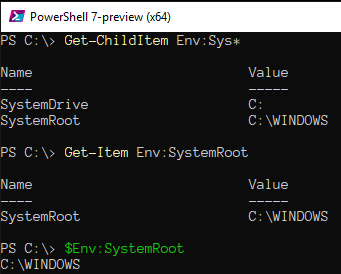 PowerShell 7-preview (x64)
PS C:\> Get-ChildItem Env:Sys*
Name Value
---- -----
SystemDrive C:
SystemRoot C:\WINDOWS
PS C:\> Get-Item Env:SystemRoot
Name Value
---- -----
SystemRoot C:\WINDOWS
PS C:\> $Env:SystemRoot
C:\WINDOWS